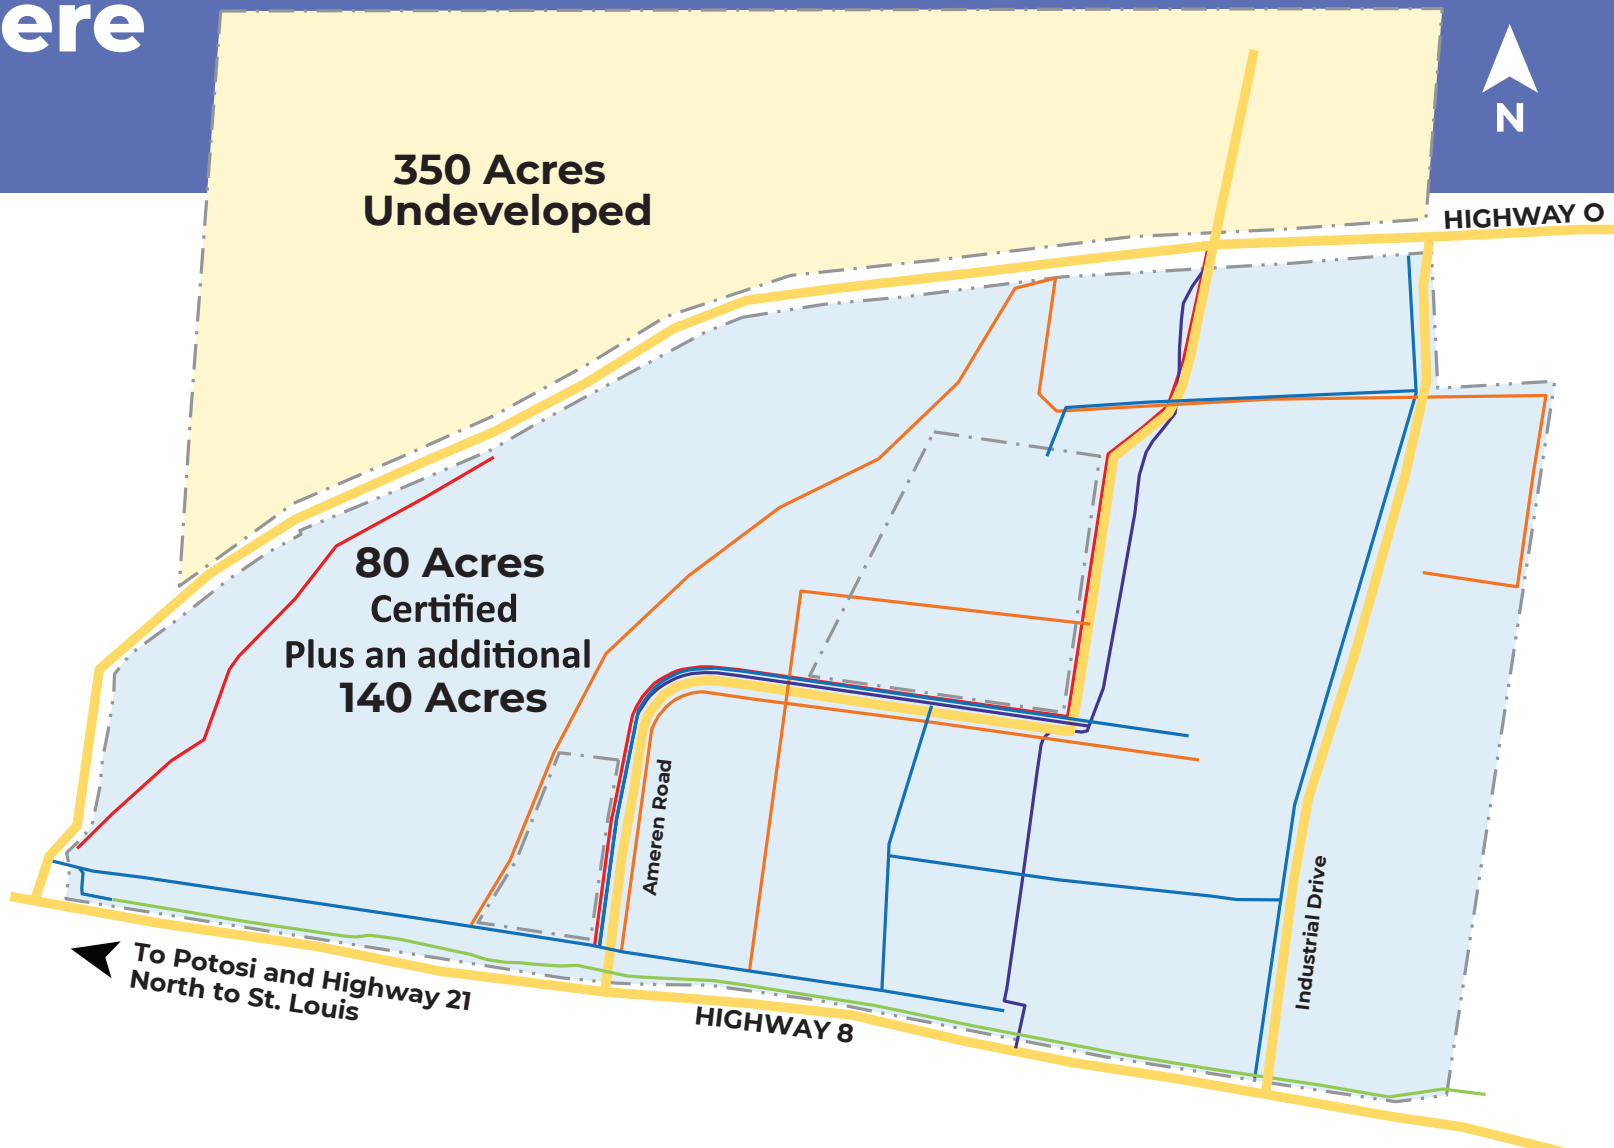 ere
N
350 Acres
Undeveloped
HIGHWAY O
80 Acres
Certified
Plus an additional
140 Acres
Ameren Road
Industrial Drive
To Potosi and Highway 21
North to St. Louis
HIGHWAY 8